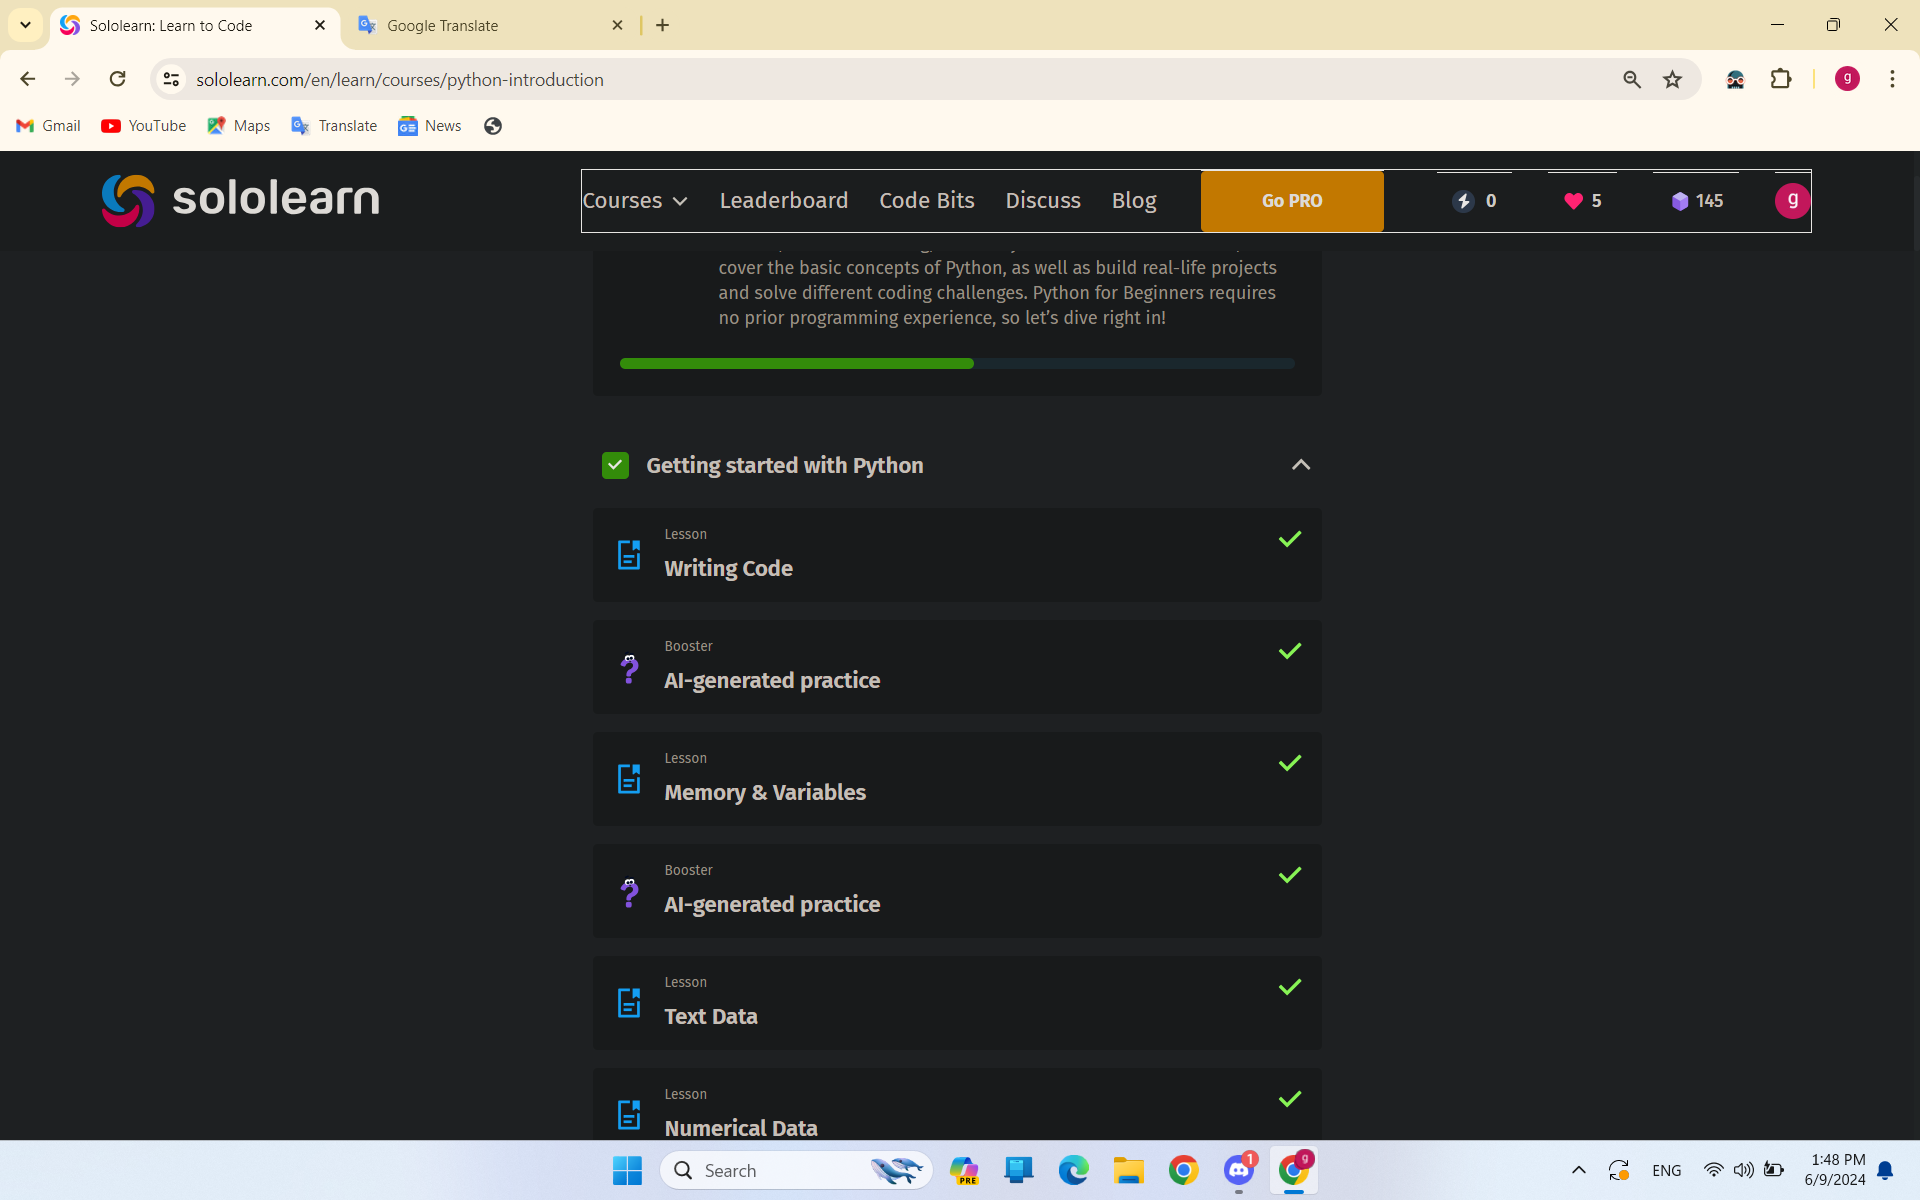 Sololearn: Learn to Code
Google Translate
sololearn.com/en/learn/courses/python-introduction
g
Gmail
YouTube
Maps
Translate
News
sololearn
Courses
Leaderboard
Code Bits
Discuss
Blog
Go PRO
0
5
145
g
cover the basic concepts of Python, as well as build real-life projects
and solve different coding challenges. Python for Beginners requires
no prior programming experience, so let's dive right in!
Getting started with Python
Lesson
Writing Code
Booster
AI-generated practice
Lesson
Memory & Variables
Booster
AI-generated practice
Lesson
Text Data
Lesson
Numerical Data
Search
PRE
1
g
ENG
1:48 PM
6/9/2024